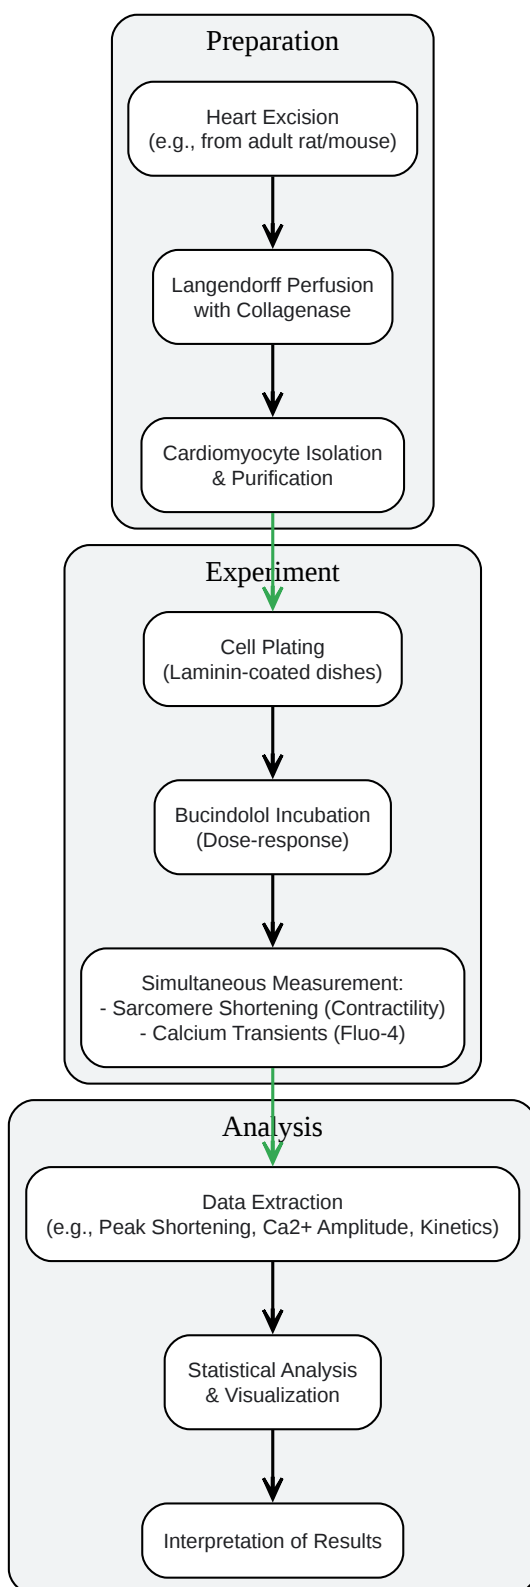 Preparation
Heart Excision
(e.g., from adult rat/mouse)
Langendorff Perfusion
with Collagenase
Cardiomyocyte Isolation
& Purification
Experiment
Cell Plating
(Laminin-coated dishes)
Bucindolol Incubation
(Dose-response)
Simultaneous Measurement:
- Sarcomere Shortening (Contractility)
- Calcium Transients (Fluo-4)
Analysis
Data Extraction
(e.g., Peak Shortening, Ca2+ Amplitude, Kinetics)
Statistical Analysis
& Visualization
Interpretation of Results